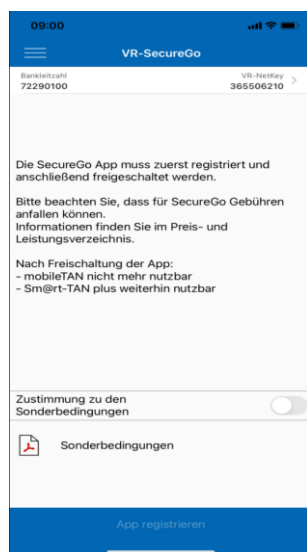 09:00
VR-SecureGo
Bankleitzahl VR-NetKey
72290100 365506210
Die SecureGo App muss zuerst registriert und
anschließend freigeschaltet werden.
Bitte beachten Sie, dass für SecureGo Gebühren
anfallen können.
Informationen finden Sie im Preis- und
Leistungsverzeichnis.
Nach Freischaltung der App:
- mobileTAN nicht mehr nutzbar
- Sm@rt-TAN plus weiterhin nutzbar
Zustimmung zu den
Sonderbedingungen
Sonderbedingungen
App registrieren